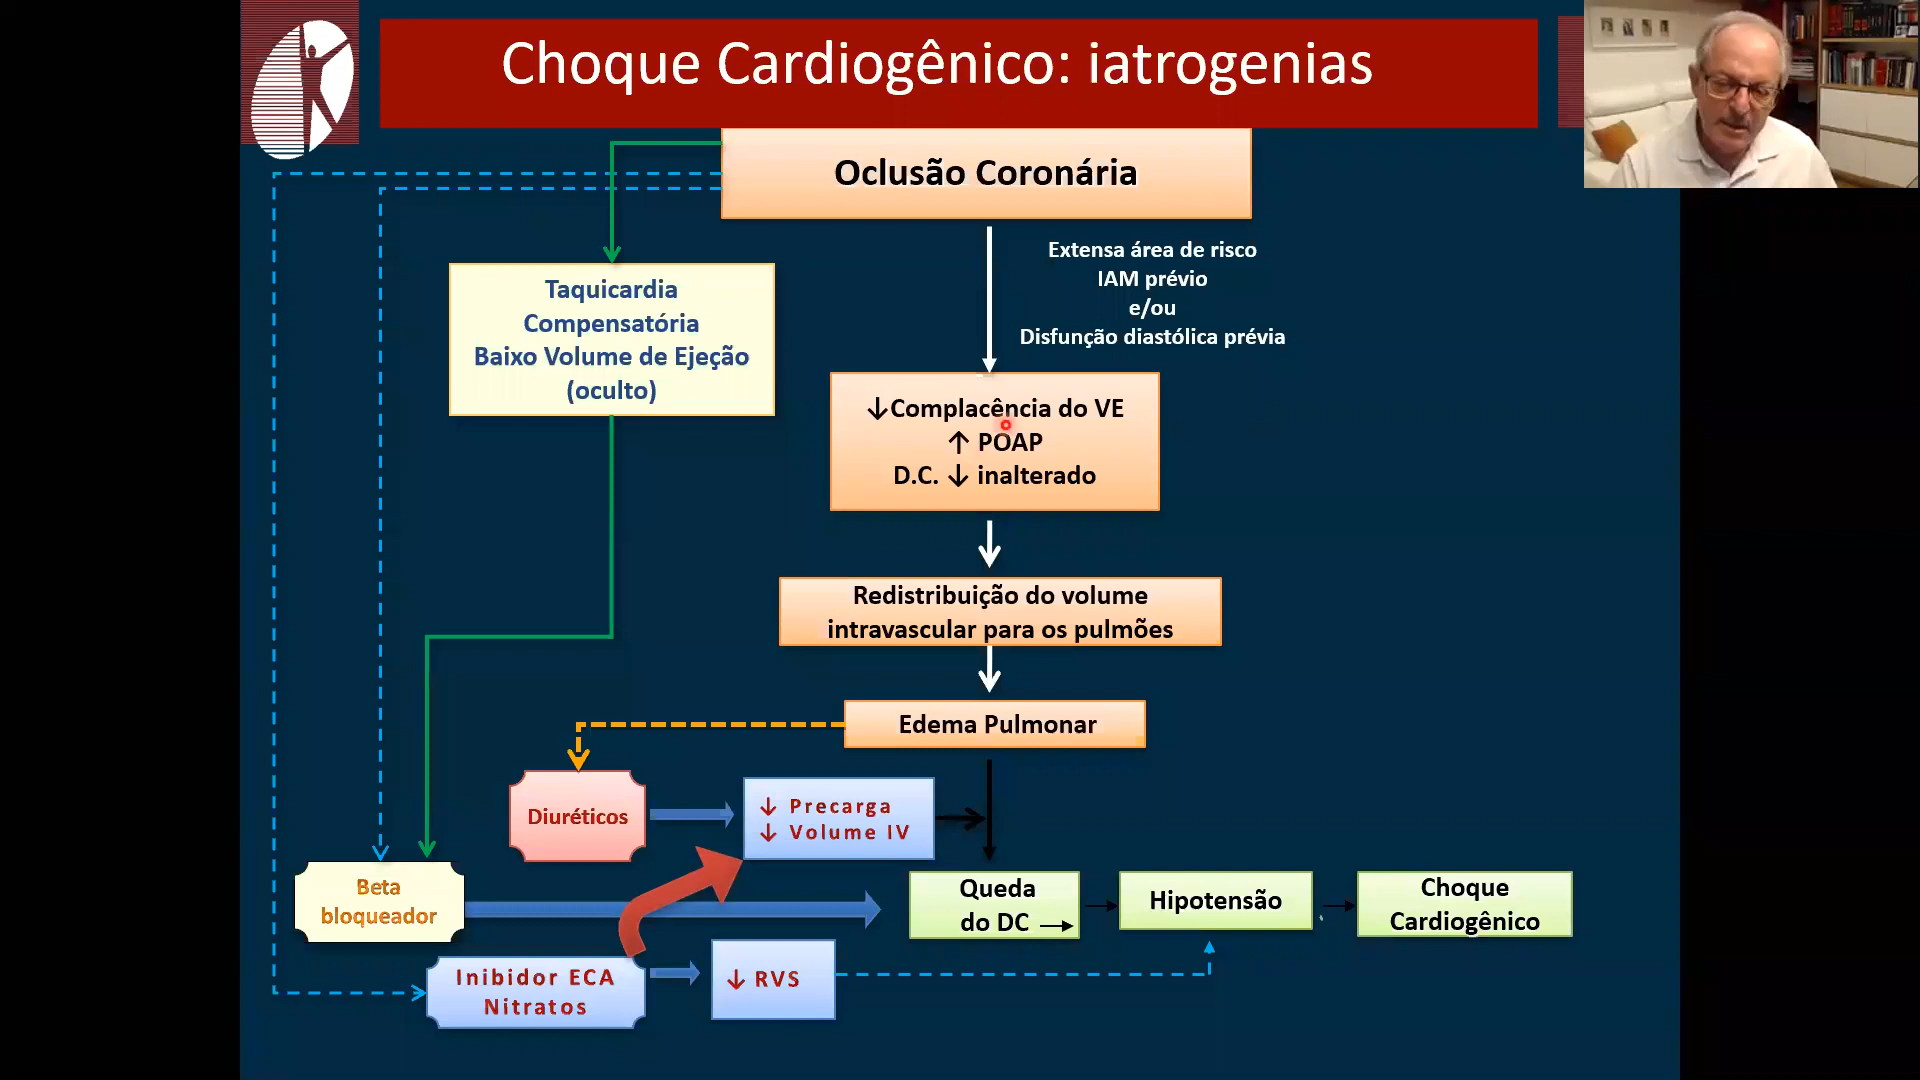 Choque Cardiogênico: iatrogenias
Oclusão Coronária
Extensa área de risco
IAM prévio
e/ou
Disfunção diastólica prévia
Taquicardia
Compensatória
Baixo Volume de Ejeção
(oculto)
↓Complacência do VE
↑ POAP
D.C. ↓ inalterado
Redistribuição do volume
intravascular para os pulmões
Edema Pulmonar
Diuréticos
↓ Precarga
↓ Volume IV
Beta
bloqueador
Queda
do DC
Hipotensão
Choque
Cardiogênico
Inibidor ECA
Nitratos
↓ RVS